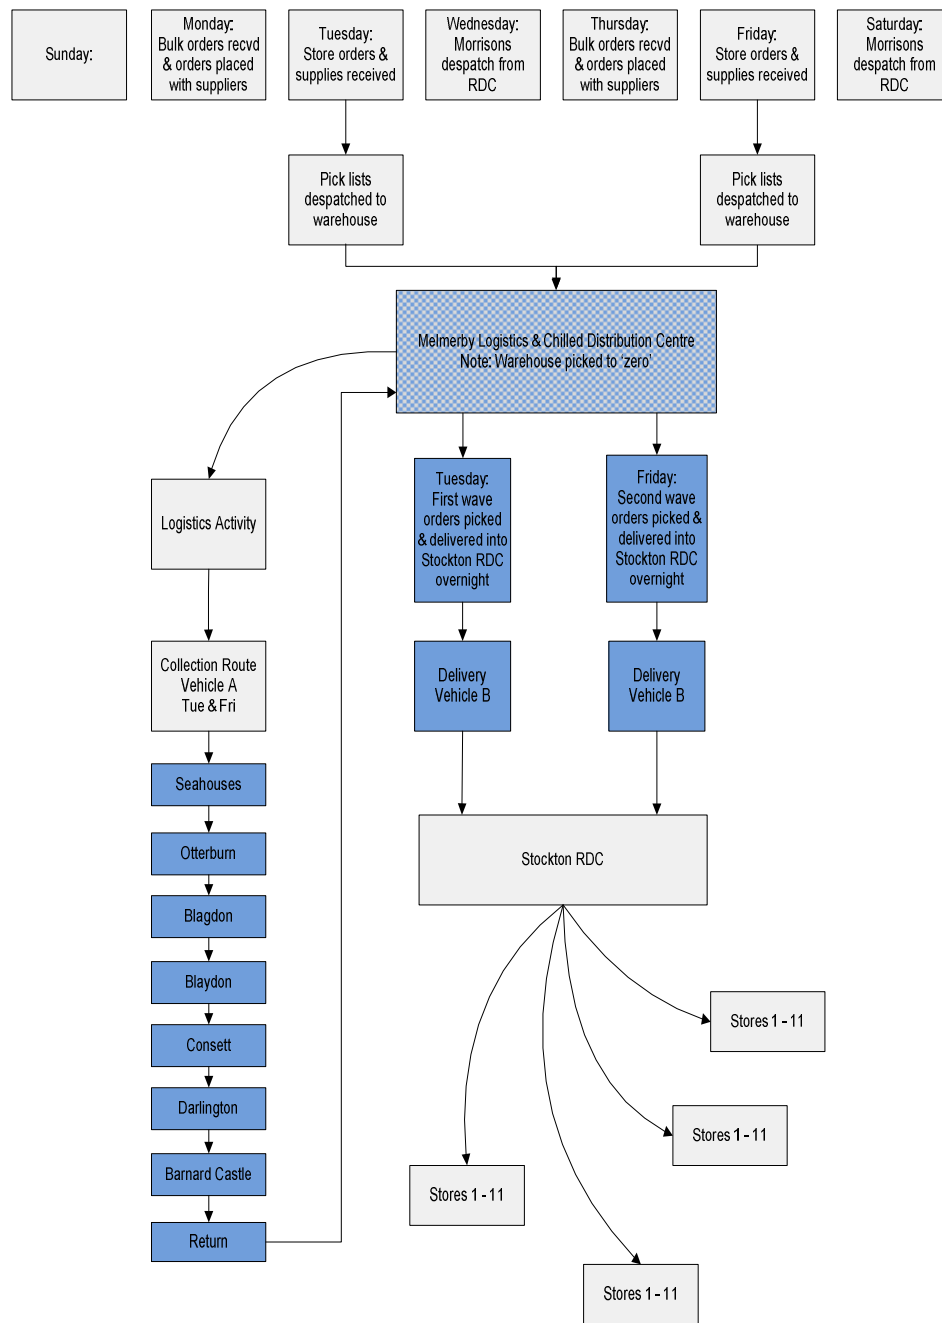 Sunday:
Monday:
Bulk orders recvd
& orders placed
with suppliers
Tuesday:
Store orders &
supplies received
Wednesday:
Morrisons
despatch from
RDC
Thursday:
Bulk orders recvd
& orders placed
with suppliers
Friday:
Store orders &
supplies received
Saturday:
Morrisons
despatch from
RDC
Pick lists
despatched to
warehouse
Pick lists
despatched to
warehouse
Melmerby Logistics & Chilled Distribution Centre
Note: Warehouse picked to ‘zero’
Logistics Activity
Tuesday:
First wave
orders picked
& delivered into
Stockton RDC
overnight
Friday:
Second wave
orders picked &
delivered into
Stockton RDC
overnight
Collection Route
Vehicle A
Tue & Fri
Delivery
Vehicle B
Delivery
Vehicle B
Seahouses
Otterburn
Blagdon
Blaydon
Consett
Darlington
Barnard Castle
Return
Stockton RDC
Stores 1 - 11
Stores 1 - 11
Stores 1 - 11
Stores 1 - 11